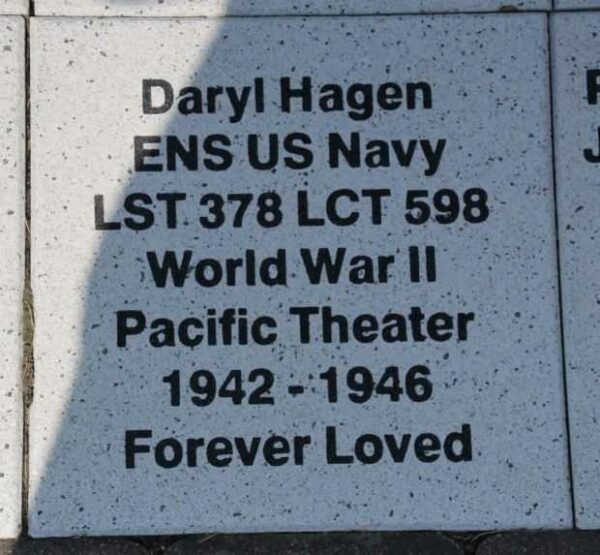 Daryl Hagen
ENS US Navy
LST 378 LCT 598
World War II
Pacific Theater
1942 - 1946
Forever Loved